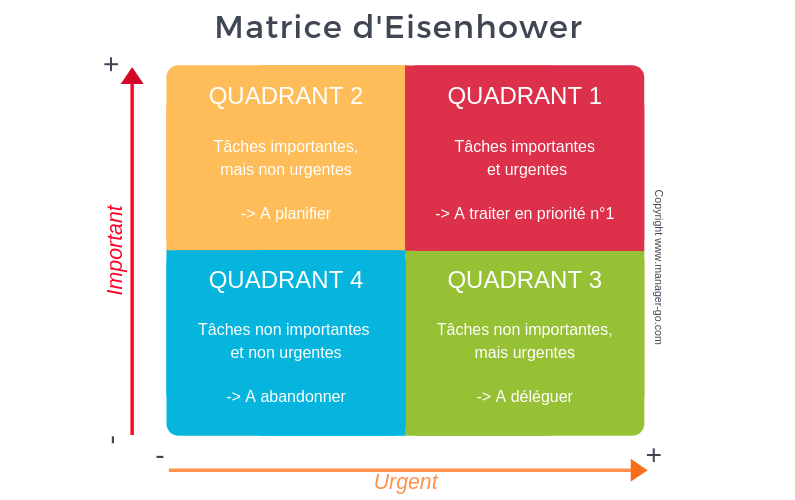 Matrice d'Eisenhower
+
Important
-
QUADRANT 2
Tâches importantes,
mais non urgentes
-> A planifier
QUADRANT 1
Tâches importantes
et urgentes
-> A traiter en priorité n°1
QUADRANT 4
Tâches non importantes
et non urgentes
-> A abandonner
QUADRANT 3
Tâches non importantes,
mais urgentes
-> A déléguer
Copyright www.manager-go.com
-
+
Urgent